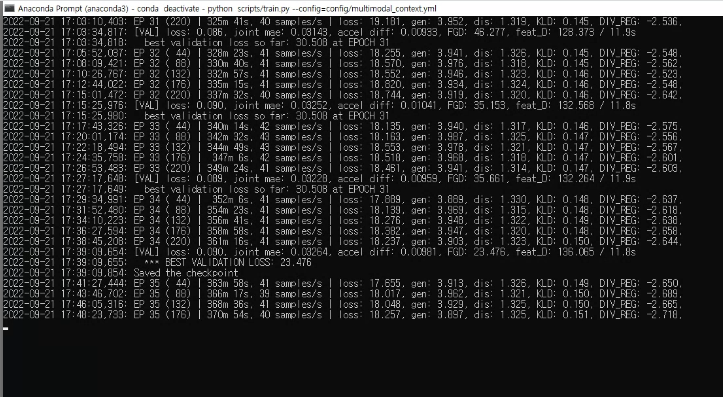 Anaconda Prompt (anaconda3) - conda deactivate - python scripts/train.py --config=config/multimodal_context.yml
2022-09-21 17:03:10,403: EP 31 (220) | 325m 41s, 40 samples/s | loss: 19.181, gen: 3.952, dis: 1.319, KLD: 0.145, DIV_REG: -2.536,
2022-09-21 17:03:34,817: [VAL] loss: 0.086, joint mae: 0.03143, accel diff: 0.00933, FGD: 46.277, feat_D: 128.373 / 11.9s
2022-09-21 17:03:34,818: best validation loss so far: 30.508 at EPOCH 31
2022-09-21 17:05:52,037: EP 32 ( 44) | 328m 23s, 41 samples/s | loss: 18.255, gen: 3.941, dis: 1.326, KLD: 0.145, DIV_REG: -2.548,
2022-09-21 17:08:09,421: EP 32 ( 88) | 330m 40s, 41 samples/s | loss: 18.570, gen: 3.976, dis: 1.318, KLD: 0.145, DIV_REG: -2.562,
2022-09-21 17:10:26,767: EP 32 (132) | 332m 57s, 41 samples/s | loss: 18.552, gen: 3.946, dis: 1.323, KLD: 0.146, DIV_REG: -2.523,
2022-09-21 17:12:44,022: EP 32 (176) | 335m 15s, 41 samples/s | loss: 18.820, gen: 3.934, dis: 1.324, KLD: 0.146, DIV_REG: -2.548,
2022-09-21 17:15:01,472: EP 32 (220) | 337m 32s, 41 samples/s | loss: 18.744, gen: 3.919, dis: 1.320, KLD: 0.146, DIV_REG: -2.642,
2022-09-21 17:15:25,976: [VAL] loss: 0.090, joint mae: 0.03252, accel diff: 0.01041, FGD: 35.153, feat_D: 132.568 / 11.8s
2022-09-21 17:15:25,980: best validation loss so far: 30.508 at EPOCH 31
2022-09-21 17:17:43,326: EP 33 ( 44) | 340m 14s, 42 samples/s | loss: 18.135, gen: 3.940, dis: 1.317, KLD: 0.146, DIV_REG: -2.575,
2022-09-21 17:20:01,174: EP 33 ( 88) | 342m 32s, 43 samples/s | loss: 18.163, gen: 3.967, dis: 1.325, KLD: 0.147, DIV_REG: -2.556,
2022-09-21 17:22:18,494: EP 33 (132) | 344m 49s, 43 samples/s | loss: 18.553, gen: 3.978, dis: 1.321, KLD: 0.147, DIV_REG: -2.567,
2022-09-21 17:24:35,758: EP 33 (176) | 347m 6s, 42 samples/s | loss: 18.518, gen: 3.968, dis: 1.318, KLD: 0.147, DIV_REG: -2.601,
2022-09-21 17:26:53,483: EP 33 (220) | 349m 24s, 41 samples/s | loss: 18.461, gen: 3.941, dis: 1.314, KLD: 0.147, DIV_REG: -2.603,
2022-09-21 17:27:17,648: [VAL] loss: 0.089, joint mae: 0.03228, accel diff: 0.00959, FGD: 35.661, feat_D: 132.264 / 11.9s
2022-09-21 17:27:17,649: best validation loss so far: 30.508 at EPOCH 31
2022-09-21 17:29:34,991: EP 34 ( 44) | 352m 6s, 41 samples/s | loss: 17.889, gen: 3.889, dis: 1.330, KLD: 0.148, DIV_REG: -2.637,
2022-09-21 17:31:52,480: EP 34 ( 88) | 354m 23s, 41 samples/s | loss: 18.139, gen: 3.959, dis: 1.315, KLD: 0.148, DIV_REG: -2.618,
2022-09-21 17:34:10,223: EP 34 (132) | 356m 41s, 41 samples/s | loss: 18.276, gen: 3.948, dis: 1.322, KLD: 0.149, DIV_REG: -2.658,
2022-09-21 17:36:27,594: EP 34 (176) | 358m 58s, 41 samples/s | loss: 18.382, gen: 3.947, dis: 1.320, KLD: 0.148, DIV_REG: -2.658,
2022-09-21 17:38:45,208: EP 34 (220) | 361m 16s, 41 samples/s | loss: 18.237, gen: 3.903, dis: 1.323, KLD: 0.150, DIV_REG: -2.644,
2022-09-21 17:39:09,654: [VAL] loss: 0.090, joint mae: 0.03264, accel diff: 0.00981, FGD: 23.476, feat_D: 136.065 / 11.8s
2022-09-21 17:39:09,655: *** BEST VALIDATION LOSS: 23.476
2022-09-21 17:39:09,854: Saved the checkpoint
2022-09-21 17:41:27,444: EP 35 ( 44) | 363m 58s, 41 samples/s | loss: 17.655, gen: 3.913, dis: 1.326, KLD: 0.149, DIV_REG: -2.650,
2022-09-21 17:43:46,702: EP 35 ( 88) | 366m 17s, 39 samples/s | loss: 18.017, gen: 3.962, dis: 1.321, KLD: 0.150, DIV_REG: -2.689,
2022-09-21 17:46:05,316: EP 35 (132) | 368m 36s, 41 samples/s | loss: 18.048, gen: 3.929, dis: 1.325, KLD: 0.150, DIV_REG: -2.665,
2022-09-21 17:48:23,733: EP 35 (176) | 370m 54s, 40 samples/s | loss: 18.257, gen: 3.897, dis: 1.325, KLD: 0.151, DIV_REG: -2.718,